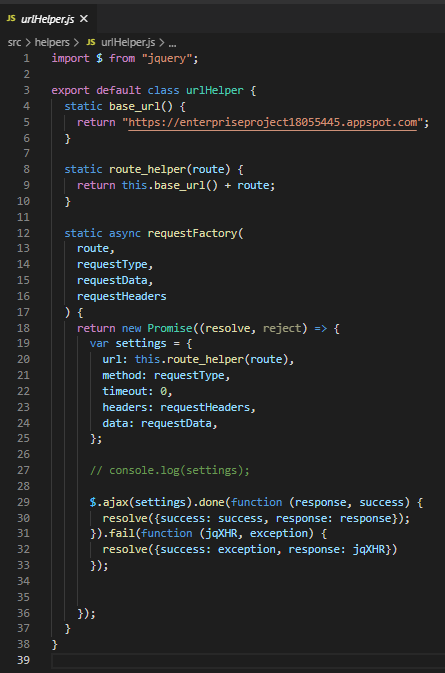 JS urlHelper.js ×
src > helpers > JS urlHelper.js > ...
1 import $ from "jquery";
2
3 export default class urlHelper {
4 static base_url() {
5 return "https://enterpriseproject18055445.appspot.com";
6 }
7
8 static route_helper(route) {
9 return this.base_url() + route;
10 }
11
12 static async requestFactory(
13 route,
14 requestType,
15 requestData,
16 requestHeaders
17 ) {
18 return new Promise((resolve, reject) => {
19 var settings = {
20 url: this.route_helper(route),
21 method: requestType,
22 timeout: 0,
23 headers: requestHeaders,
24 data: requestData,
25 };
26
27 // console.log(settings);
28
29 $.ajax(settings).done(function (response, success) {
30 resolve({success: success, response: response});
31 }).fail(function (jqXHR, exception) {
32 resolve({success: exception, response: jqXHR})
33 });
34
35
36 });
37 }
38 }
39